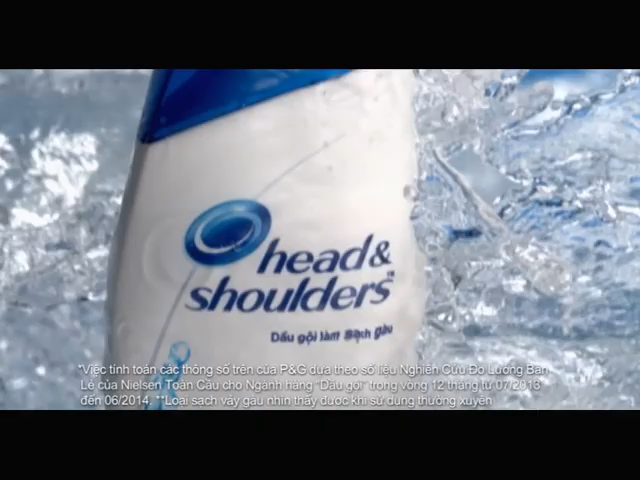 head &
shoulders™
Dầu gội làm sạch gàu
*Việc tính toán các thông số trên của P&G dựa theo số liệu Nghiên Cứu Đo Lường Bán
Lẻ của Nielsen Toàn Cầu cho Ngành hàng "Dầu gội" trong vòng 12 tháng từ 07/2013
đến 06/2014. **Loại sạch vảy gàu nhìn thấy được khi sử dụng thường xuyên